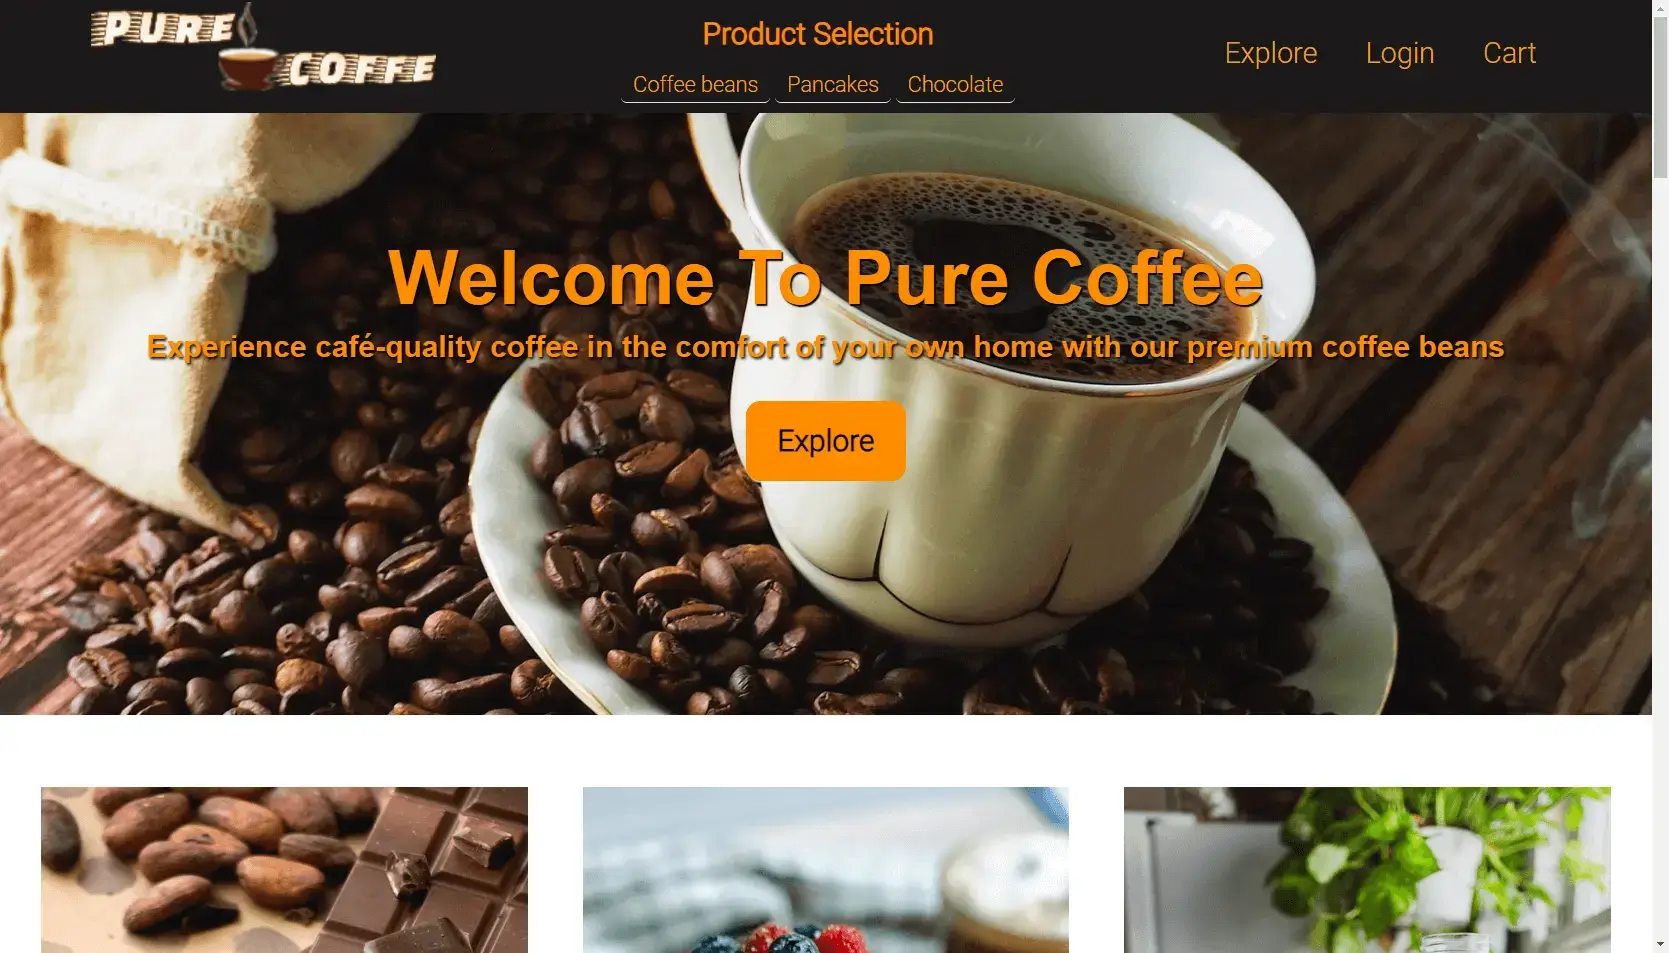 PURE
COFFE
Product Selection
Coffee beans Pancakes Chocolate
Explore Login Cart
Welcome To Pure Coffee
Experience café-quality coffee in the comfort of your own home with our premium coffee beans
Explore